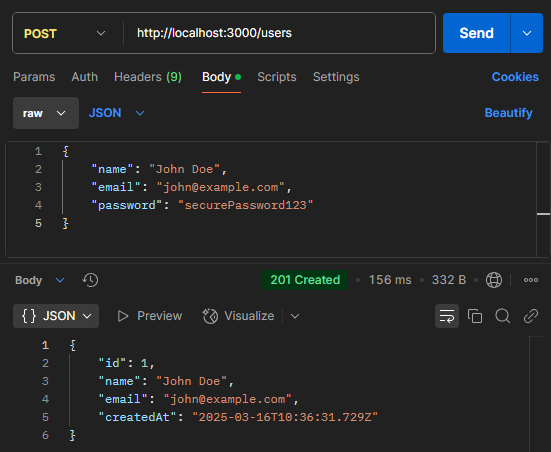 POST http://localhost:3000/users Send
Params Auth Headers (9) Body Scripts Settings Cookies
raw JSON Beautify
1 {
2 "name": "John Doe",
3 "email": "john@example.com",
4 "password": "securePassword123"
5 }
Body 201 Created 156 ms 332 B
{} JSON Preview Visualize
1 {
2 "id": 1,
3 "name": "John Doe",
4 "email": "john@example.com",
5 "createdAt": "2025-03-16T10:36:31.729Z"
6 }